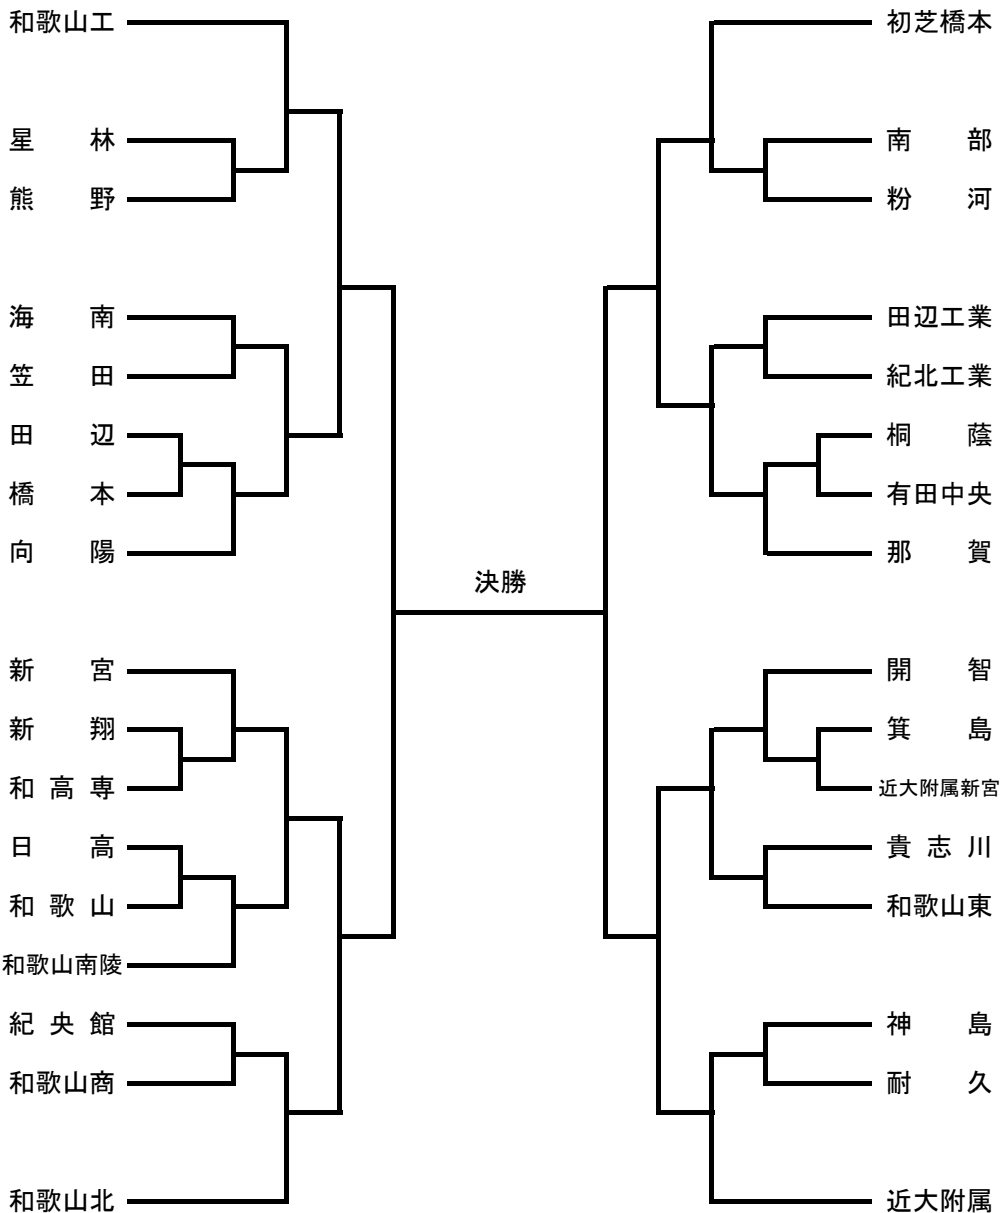 和歌山工
星林
熊野
海南
笠田
田辺
橋本
向陽
新宮
新翔
和高専
日高
和歌山
和歌山南陵
紀央館
和歌山商
和歌山北
決勝
初芝橋本
南部
粉河
田辺工業
紀北工業
桐蔭
有田中央
那賀
開智
箕島
近大附属新宮
貴志川
和歌山東
神島
耐久
近大附属